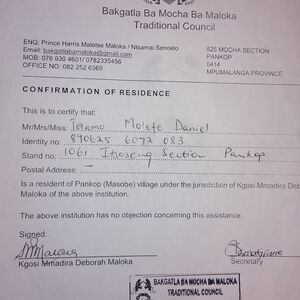 Bakgatla Ba Mocha Ba Maloka
Traditional Council
ENQ: Prince Harris Malatse Maloka / Ntsamai Senoelo
Email: bakgatlabamaloka@gmail.com
MOB: 076 930 4601/ 0782335456
OFFICE NO: 082 252 6369
525 MOCHA SECTION
PANKOP
0414
MPUMALANGA PROVINCE
CONFIRMATION OF RESIDENCE
This is to certify that:
Mr/Mrs/Miss: Molefe Daniel
Identity no: 890625 6072 083
Stand no: 1061 Itsoseng Section Pankop
Postal Address:
Is a resident of Pankop (Masobe) village under the jurisdiction of Kgosi Mmadira
Maloka of the above institution.
The above institution has no objection concerning this assistance.
Signed:
Kgosi Mmadira Deborah Maloka
Secretary
BAKGATLA BA MOCHA BA MALOKA
TRADITIONAL COUNCIL